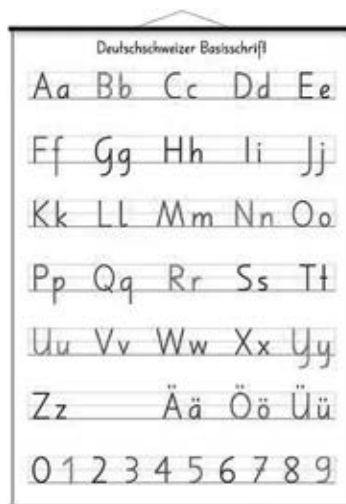 Deutschschweizer Basisschrift
Aa Bb Cc Dd Ee
Ff Gg Hh Ii Jj
Kk Ll Mm Nn Oo
Pp Qq Rr Ss Tt
Uu Vv Ww Xx Yy
Zz Ää Öö Üü
0 1 2 3 4 5 6 7 8 9